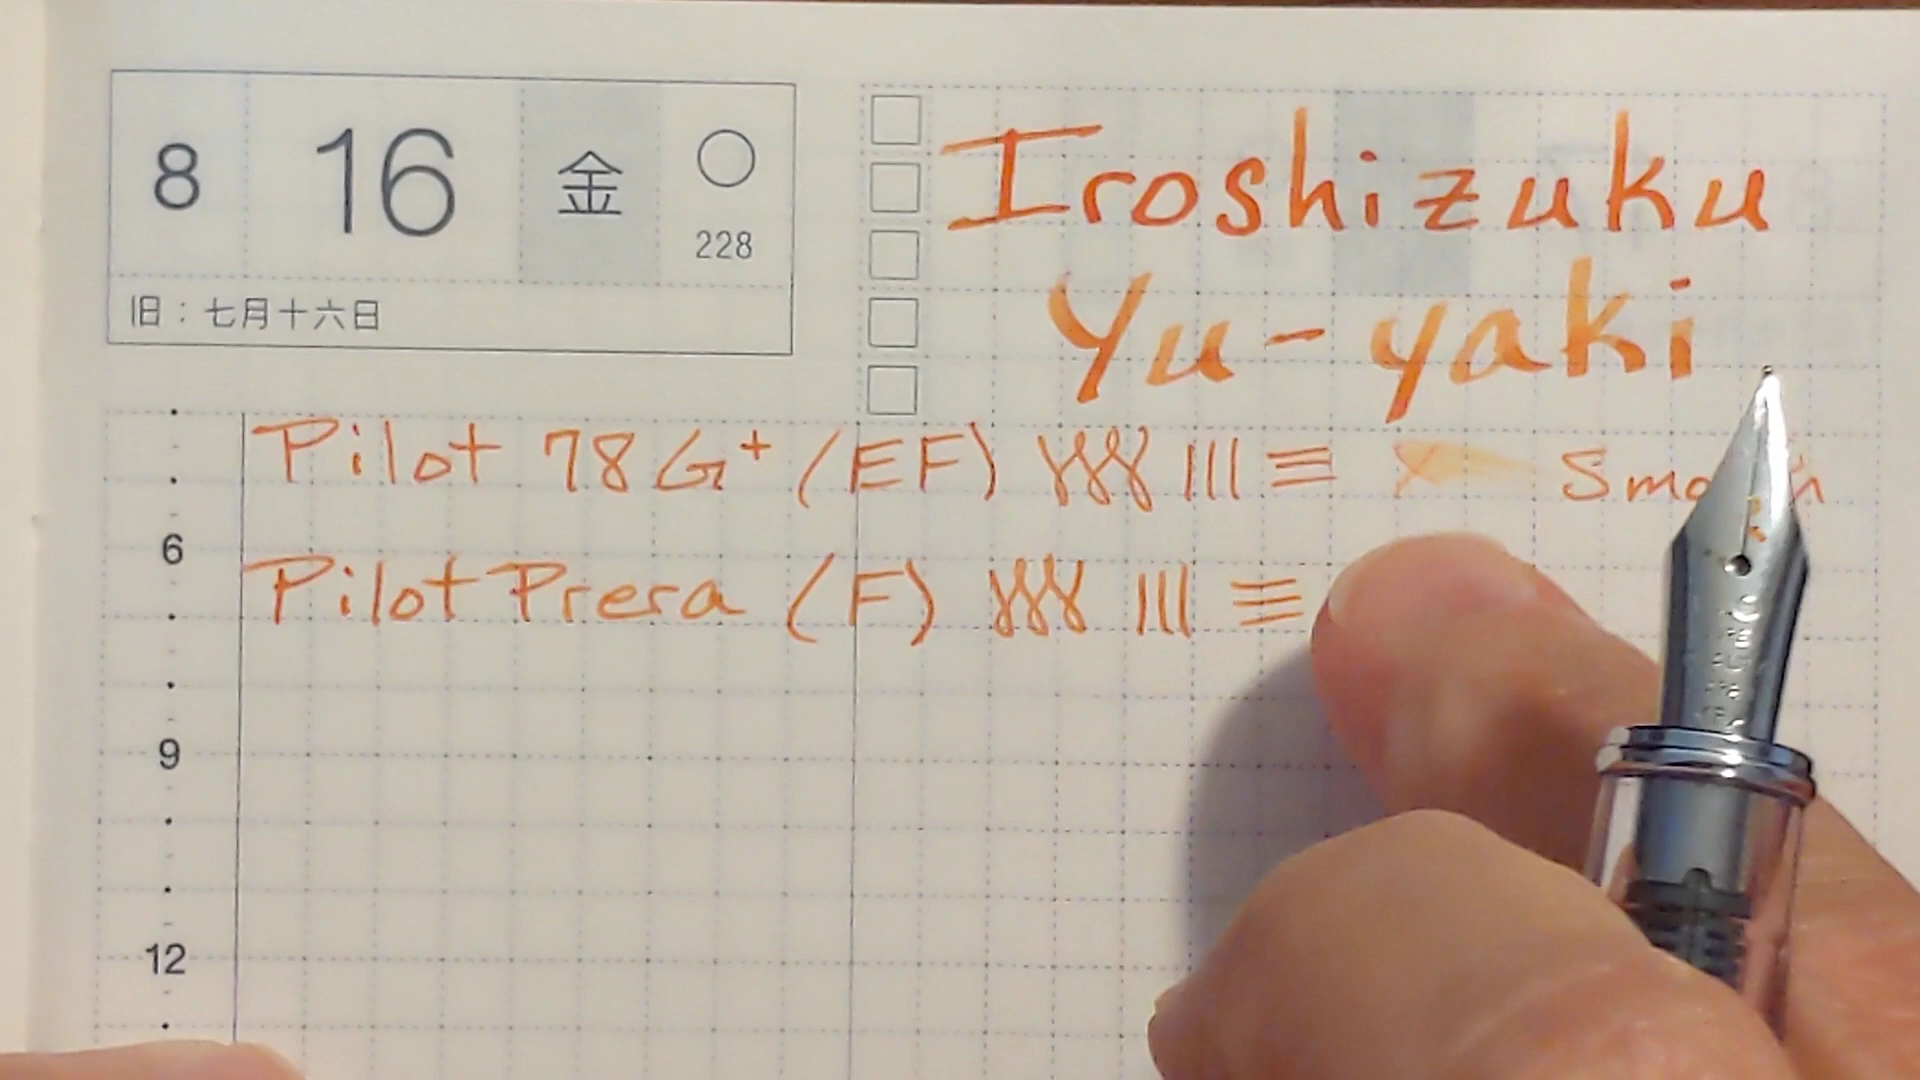 8 16 金 228
旧：七月十六日
Iroshizuku
Yu-yaki
Pilot 78G+ (EF)
6
Pilot Prera (F)
9
12